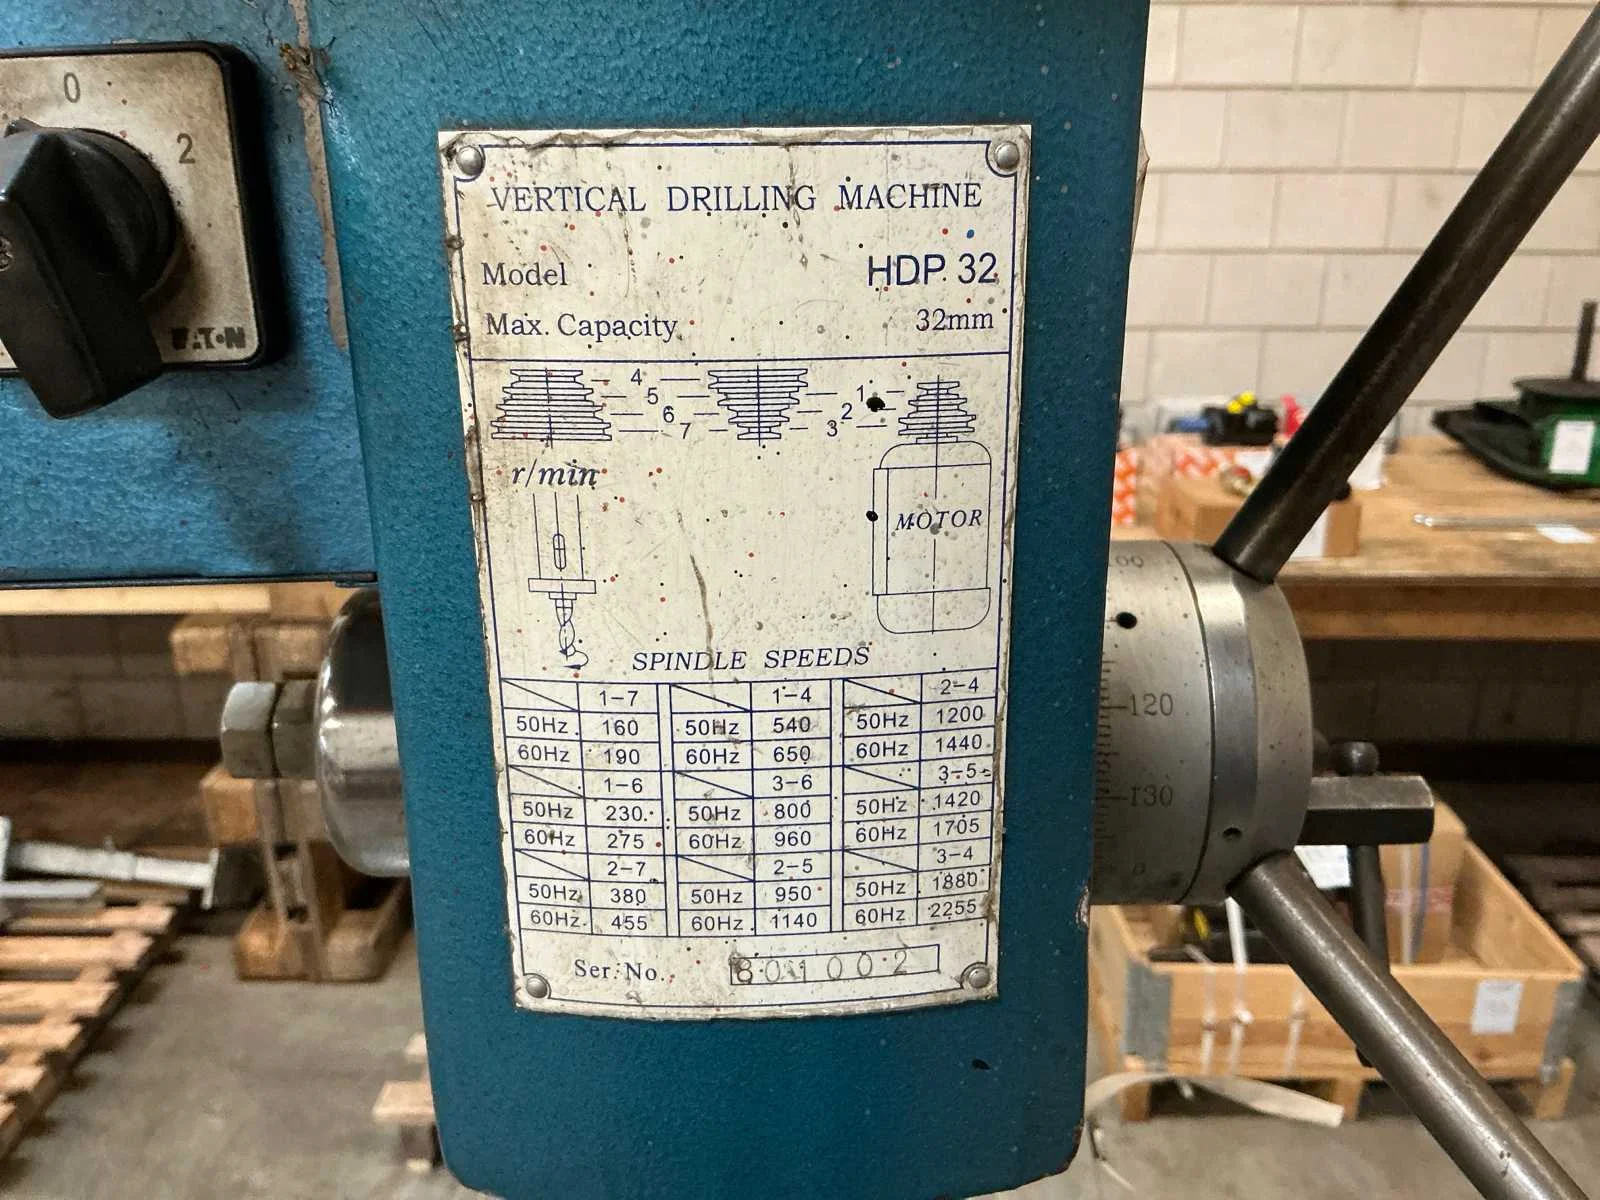 0
2
EATON
VERTICAL DRILLING MACHINE
Model HDP 32
Max. Capacity 32mm
4 1
5 2
6 3
7
r/min
MOTOR
SPINDLE SPEEDS
1-7 1-4 2-4
50Hz 160 50Hz 540 50Hz 1200
60Hz 190 60Hz 650 60Hz 1440
1-6 3-6 3-5
50Hz 230 50Hz 800 50Hz 1420
60Hz 275 60Hz 960 60Hz 1705
2-7 2-5 3-4
50Hz 380 50Hz 950 50Hz 1880
60Hz 455 60Hz 1140 60Hz 2255
Ser. No. 801002
120
130